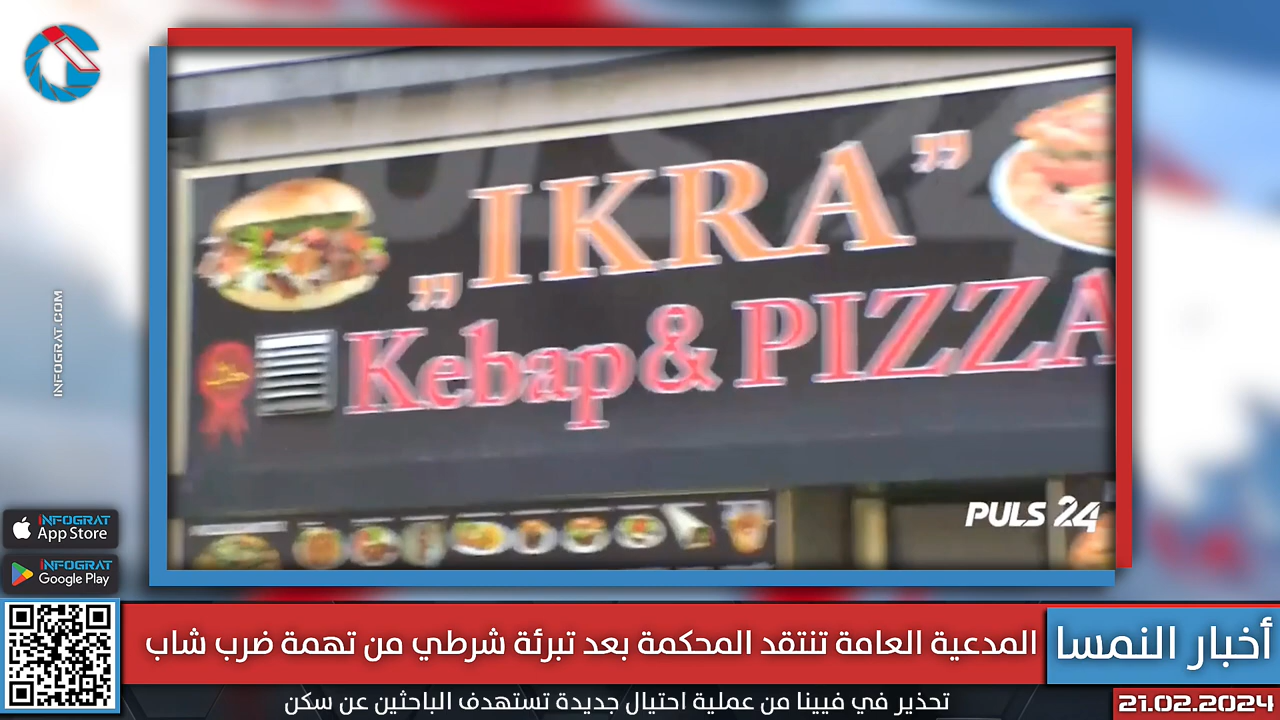 „IKRA”
Kebap & PIZZA
حلال
PULS 24
INFOGRAT.COM
INFOGRAT
App Store
INFOGRAT
Google Play
أخبار النمسا
المدعية العامة تنتقد المحكمة بعد تبرئة شرطي من تهمة ضرب شاب
تحذير في فيينا من عملية احتيال جديدة تستهدف الباحثين عن سكن
21.02.2024